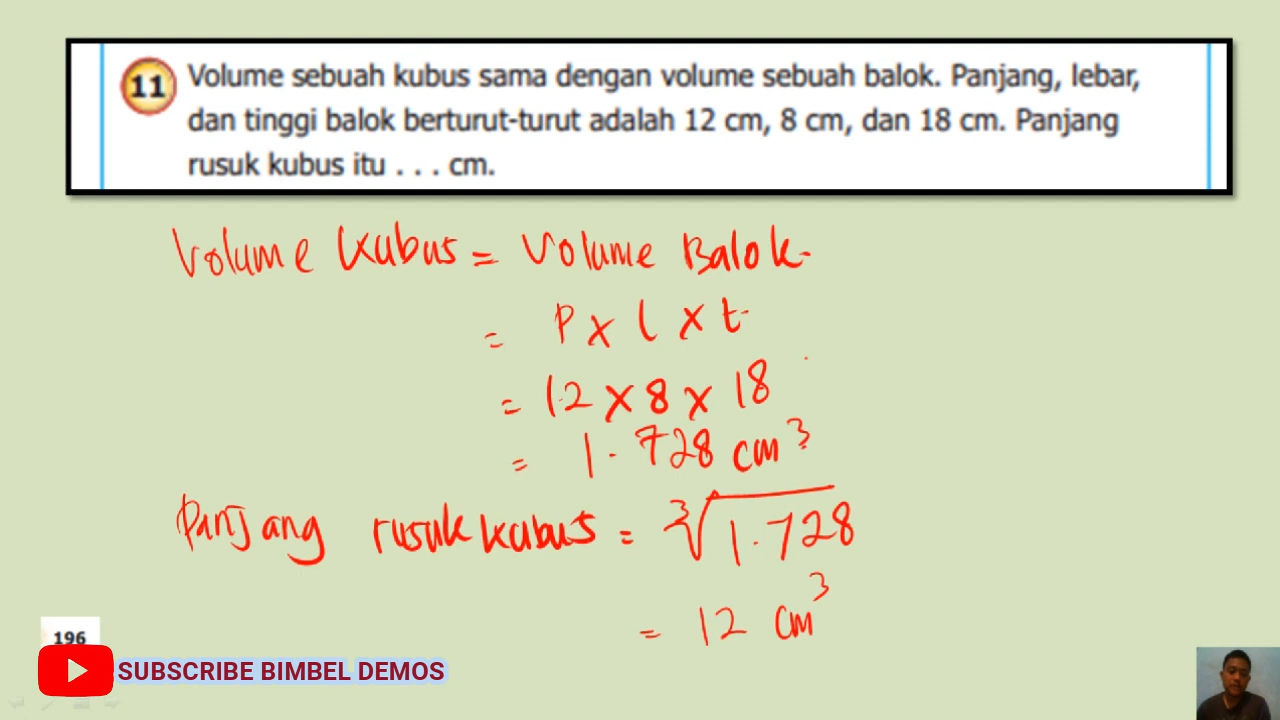 11 Volume sebuah kubus sama dengan volume sebuah balok. Panjang, lebar,
dan tinggi balok berturut-turut adalah 12 cm, 8 cm, dan 18 cm. Panjang
rusuk kubus itu . . . cm.
Volume Kubus = Volume Balok.
= P x l x t.
= 12 x 8 x 18
= 1.728 cm³
Panjang rusuk kubus = ³√1.728
= 12 cm³
196
SUBSCRIBE BIMBEL DEMOS